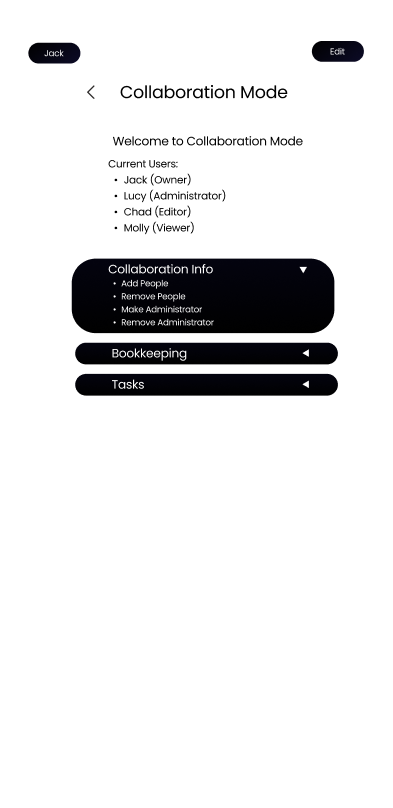 Jack
Edit
Collaboration Mode
Welcome to Collaboration Mode
Current Users:
• Jack (Owner)
• Lucy (Administrator)
• Chad (Editor)
• Molly (Viewer)
Collaboration Info
• Add People
• Remove People
• Make Administrator
• Remove Administrator
Bookkeeping
Tasks